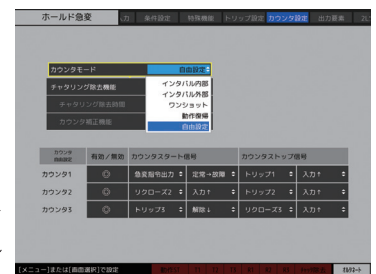 ホールド急変 条件設定 特殊機能 トリップ設定 カウンタ設定 出力要素
カウンタモード 自由設定
チャタリング除去機能 インターバル内部
インターバル外部
チャタリング除去時間 ワンショット
動作復帰
カウンタ補正機能 自由設定
カウンタ 自由設定 有効/無効 カウンタスタート信号 カウンタストップ信号
カウンタ1 急変指令出力 定常→故障 トリップ1 入力↑
カウンタ2 リクローズ2 入力↑ トリップ2 入力↑
カウンタ3 トリップ3 解除↓ リクローズ3 入力↑
[メニュー]または[画面選択]で設定